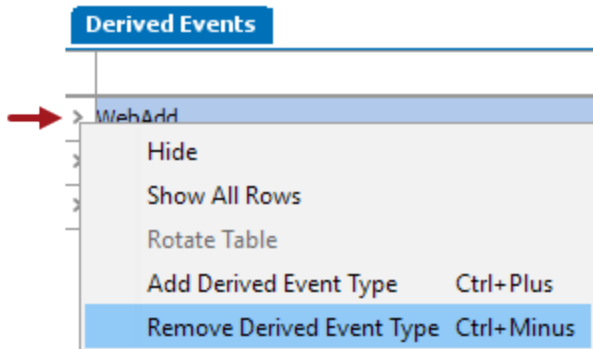 Derived Events
WebAdd
Hide
Show All Rows
Rotate Table
Add Derived Event Type Ctrl+Plus
Remove Derived Event Type Ctrl+Minus